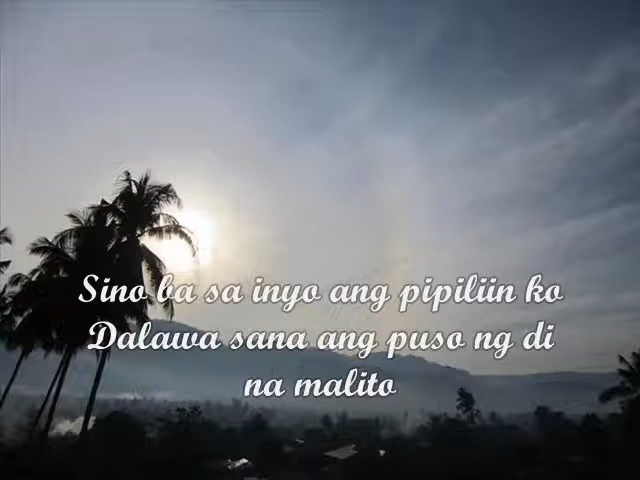 Sino ba sa inyo ang pipiliin ko
Dalawa sana ang puso ng di
na malito